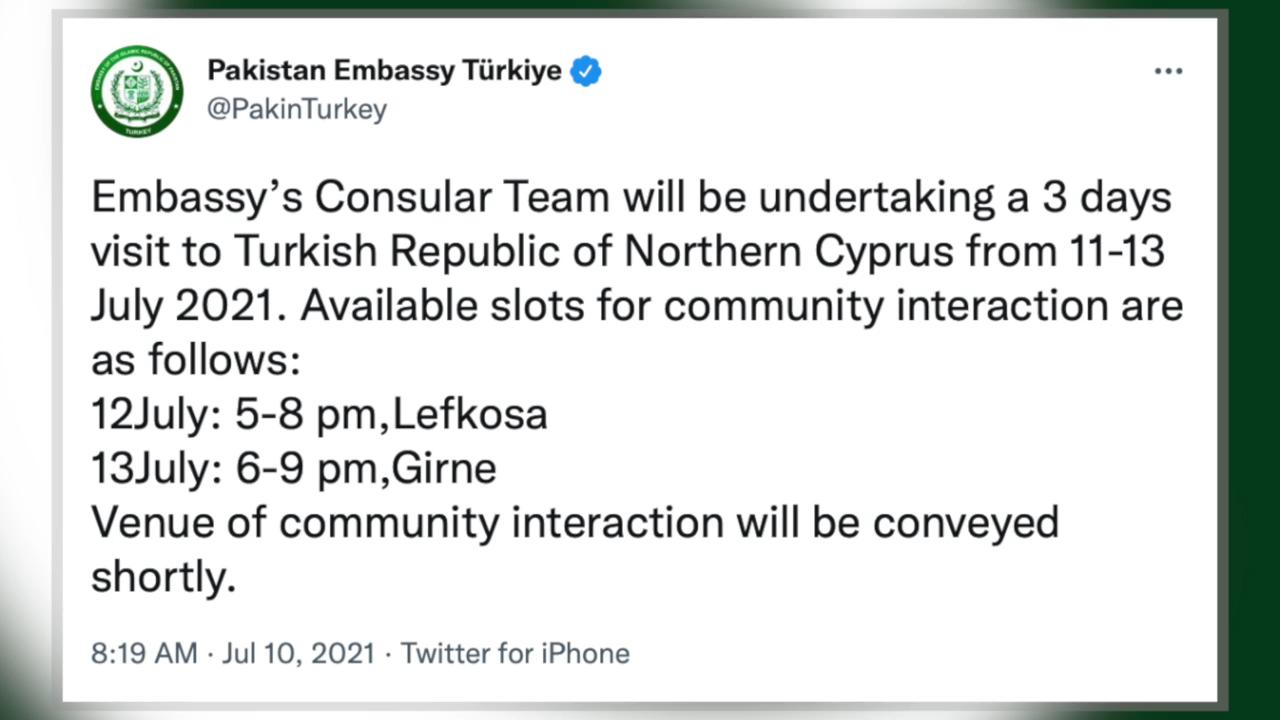 Pakistan Embassy Türkiye
@PakinTurkey
Embassy's Consular Team will be undertaking a 3 days
visit to Turkish Republic of Northern Cyprus from 11-13
July 2021. Available slots for community interaction are
as follows:
12July: 5-8 pm,Lefkosa
13July: 6-9 pm,Girne
Venue of community interaction will be conveyed
shortly.
8:19 AM · Jul 10, 2021 · Twitter for iPhone
TURKEY